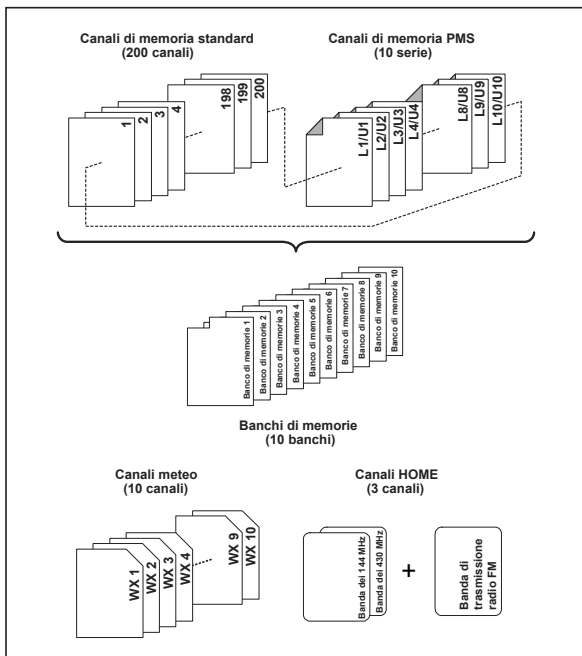 Canali di memoria standard
(200 canali)
Canali di memoria PMS
(10 serie)
1
2
3
4
198
199
200
L1/U1
L2/U2
L3/U3
L4/U4
L8/U8
L9/U9
L10/U10
Banco di memorie 1
Banco di memorie 2
Banco di memorie 3
Banco di memorie 4
Banco di memorie 5
Banco di memorie 6
Banco di memorie 7
Banco di memorie 8
Banco di memorie 9
Banco di memorie 10
Banchi di memorie
(10 banchi)
Canali meteo
(10 canali)
Canali HOME
(3 canali)
WX 1
WX 2
WX 3
WX 4
WX 9
WX 10
Banda dei 144 MHz
Banda dei 430 MHz
+
Banda di
trasmissione
radio FM